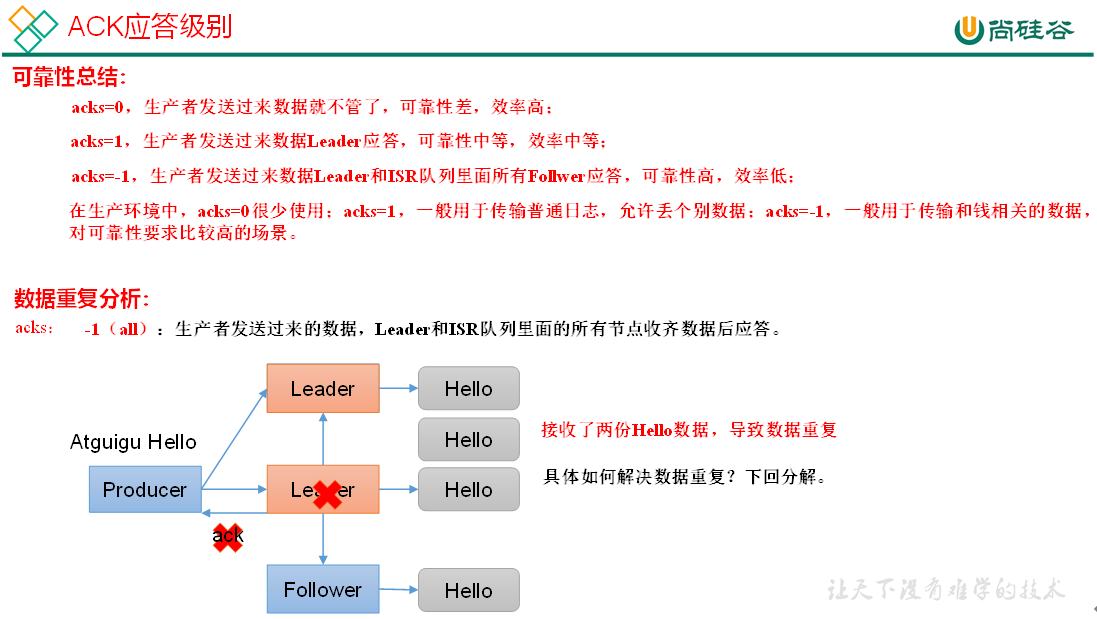 ACK应答级别
尚硅谷
可靠性总结：
acks=0，生产者发送过来数据就不管了，可靠性差，效率高；
acks=1，生产者发送过来数据Leader应答，可靠性中等，效率中等；
acks=-1，生产者发送过来数据Leader和ISR队列里面所有Follwer应答，可靠性高，效率低；
在生产环境中，acks=0很少使用；acks=1，一般用于传输普通日志，允许丢个别数据；acks=-1，一般用于传输和钱相关的数据，
对可靠性要求比较高的场景。
数据重复分析：
acks： -1（all）：生产者发送过来的数据，Leader和ISR队列里面的所有节点收齐数据后应答。
Leader
Hello
Atguigu Hello
Hello
接收了两份Hello数据，导致数据重复
Producer
Leader
Hello
具体如何解决数据重复？下回分解。
ack
Follower
Hello
让天下没有难学的技术